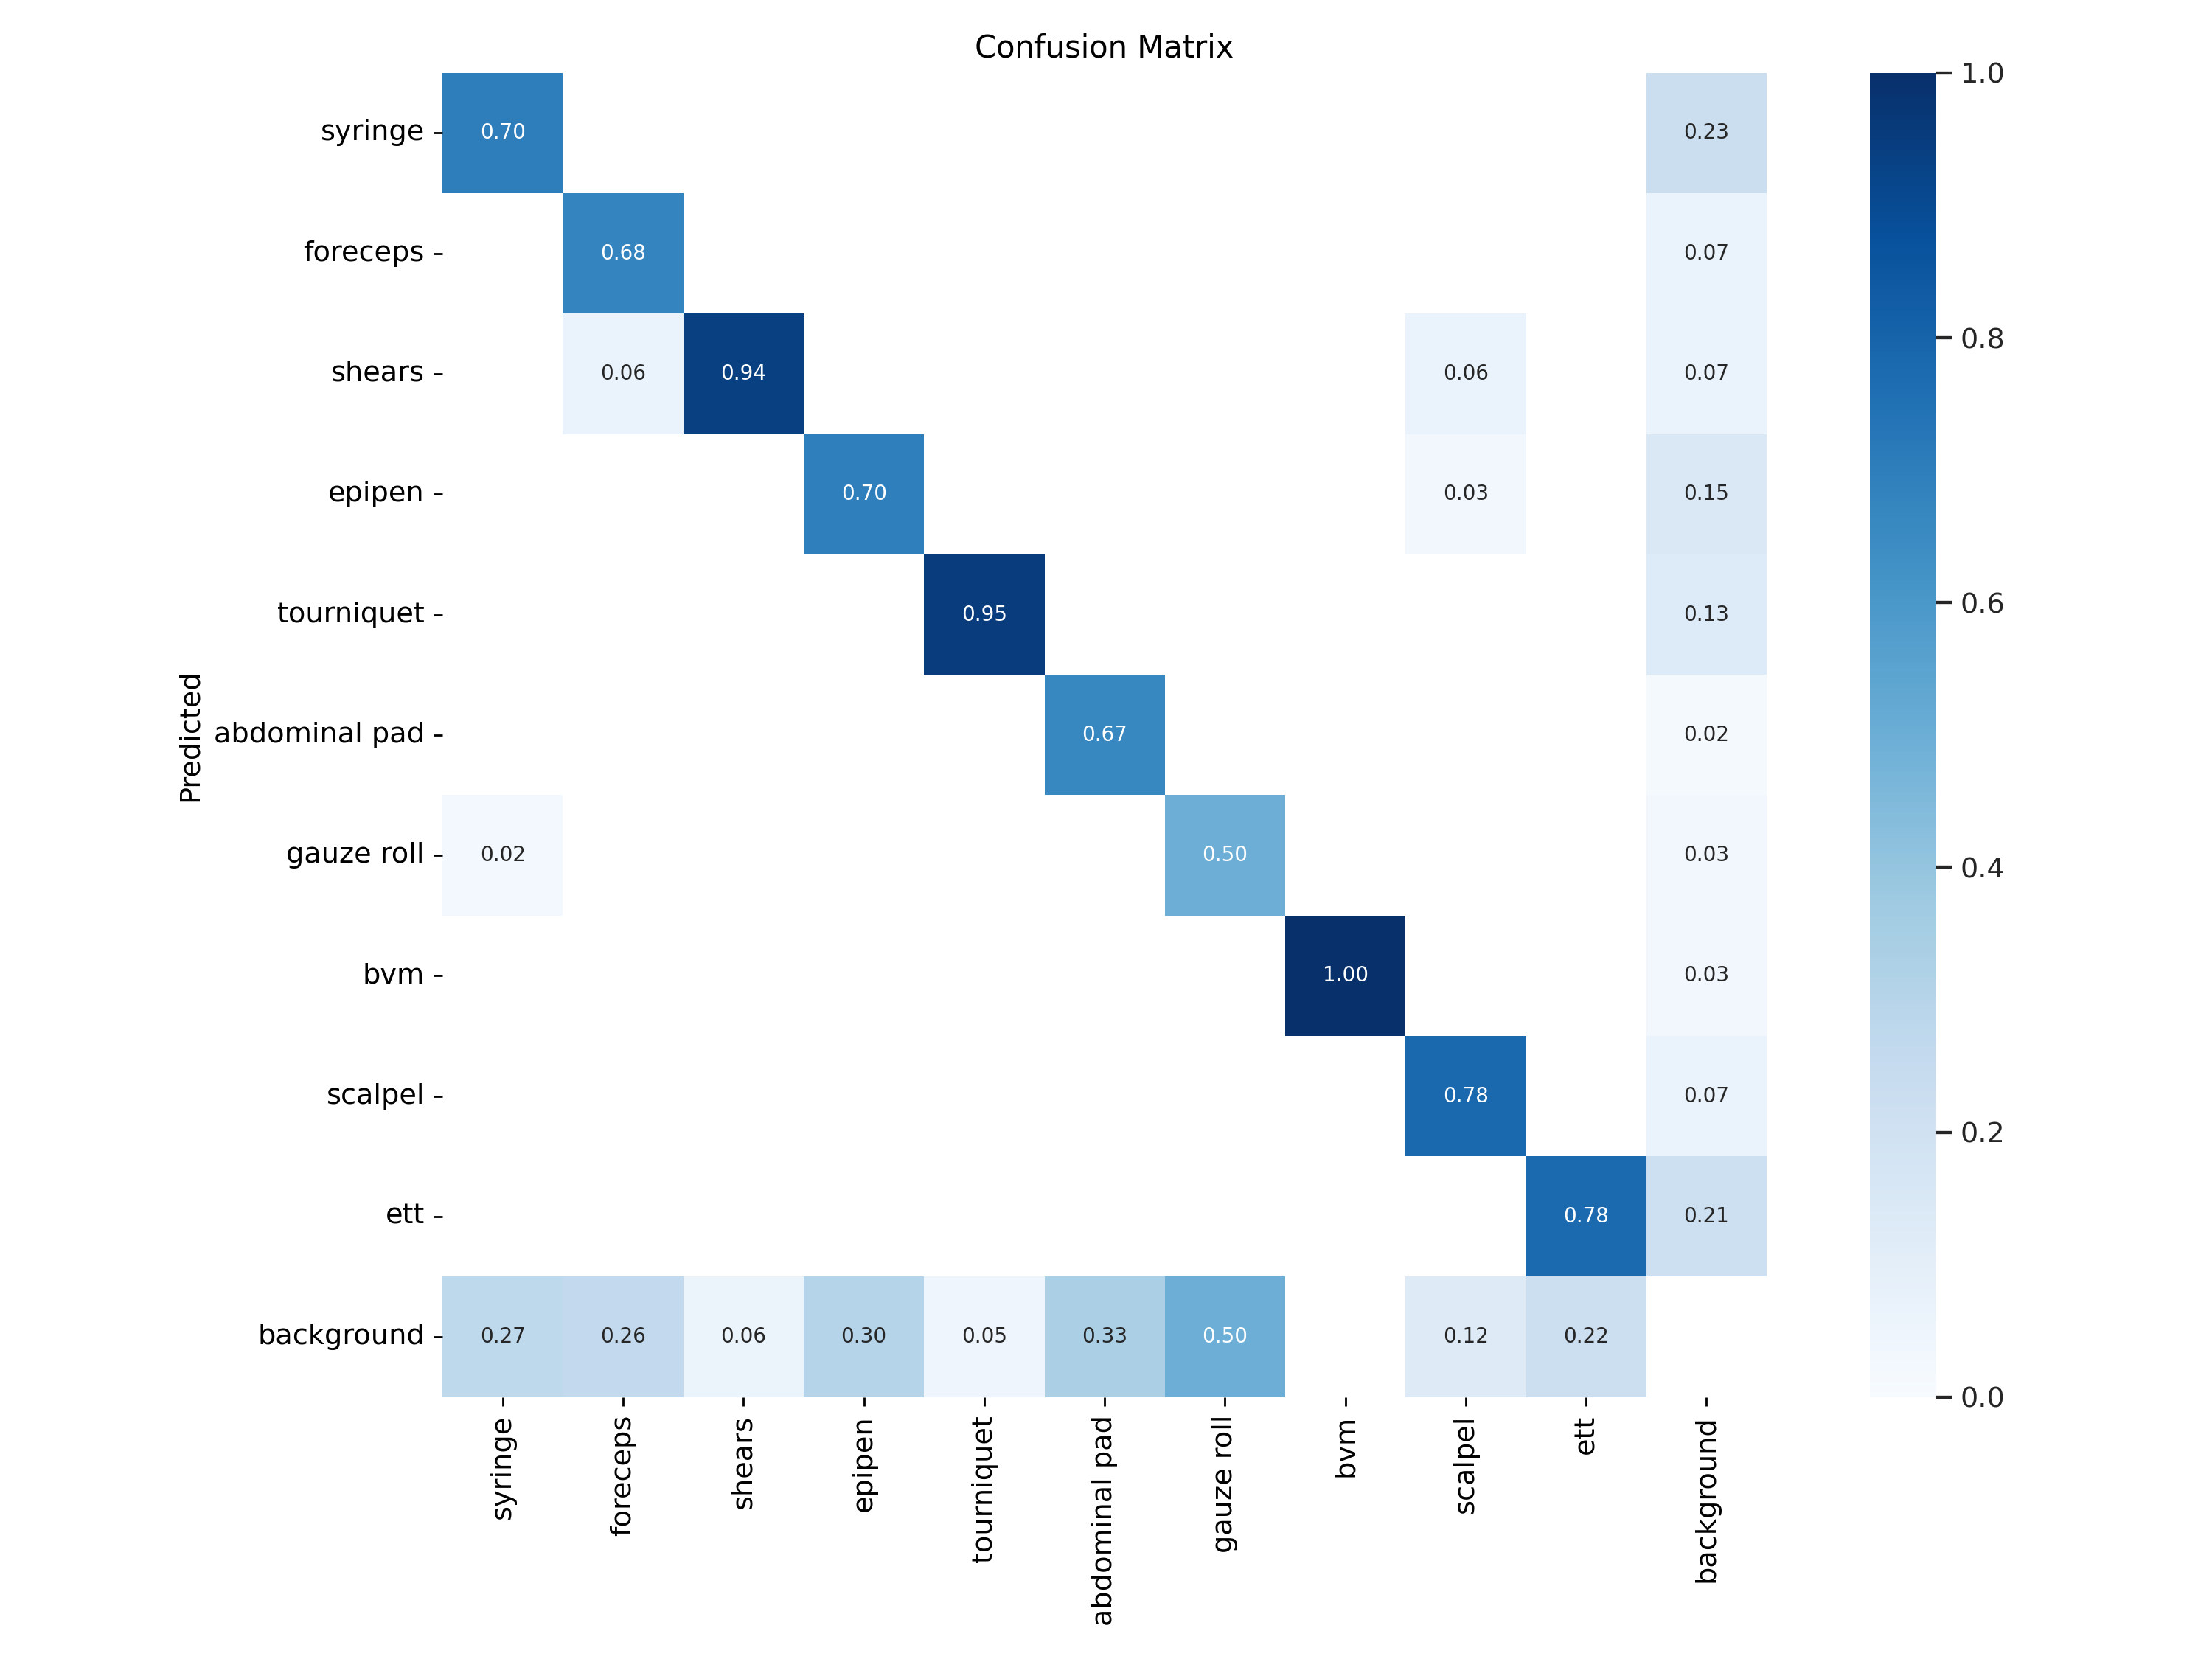 Confusion Matrix
syringe 0.70 0.23
foreceps 0.68 0.07
shears 0.06 0.94 0.06 0.07
epipen 0.70 0.03 0.15
tourniquet 0.95 0.13
abdominal pad 0.67 0.02
gauze roll 0.02 0.50 0.03
bvm 1.00 0.03
scalpel 0.78 0.07
ett 0.78 0.21
background 0.27 0.26 0.06 0.30 0.05 0.33 0.50 0.12 0.22
Predicted
syringe foreceps shears epipen tourniquet abdominal pad gauze roll bvm scalpel ett background
1.0
0.8
0.6
0.4
0.2
0.0